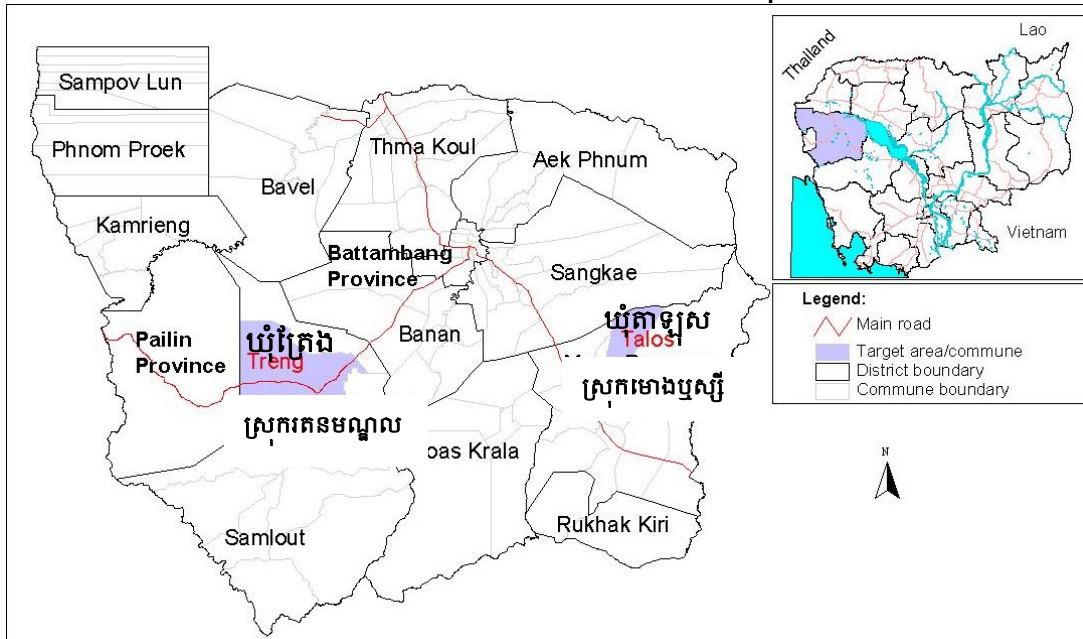 Sampov Lun
Phnom Proek
Thma Koul
Aek Phnum
Bavel
Kamrieng
Battambang
Province
Sangkae
Banan
Pailin
Province
ឃុំត្រែង
Treng
ស្រុករតនមណ្ឌល
ឃុំតាឡូស
Talos
ស្រុកមោងឬស្សី
oas Krala
Samlout
Rukhak Kiri
Thailand
Lao
Vietnam
Legend:
Main road
Target area/commune
District boundary
Commune boundary
N